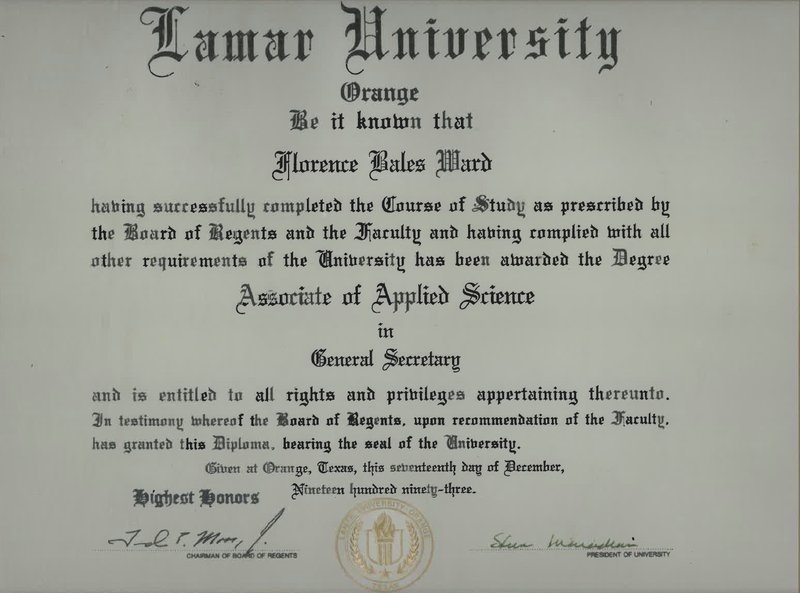 Lamar University
Orange
Be it known that
Florence Bales Ward
having successfully completed the Course of Study as prescribed by
the Board of Regents and the Faculty and having complied with all
other requirements of the University has been awarded the Degree
Associate of Applied Science
in
General Secretary
and is entitled to all rights and privileges appertaining thereunto.
In testimony whereof the Board of Regents, upon recommendation of the Faculty,
has granted this Diploma, bearing the seal of the University.
Given at Orange, Texas, this seventeenth day of December,
Nineteen hundred ninety-three.
Highest Honors
CHAIRMAN OF BOARD OF REGENTS
PRESIDENT OF UNIVERSITY
LAMAR UNIVERSITY
TEXAS